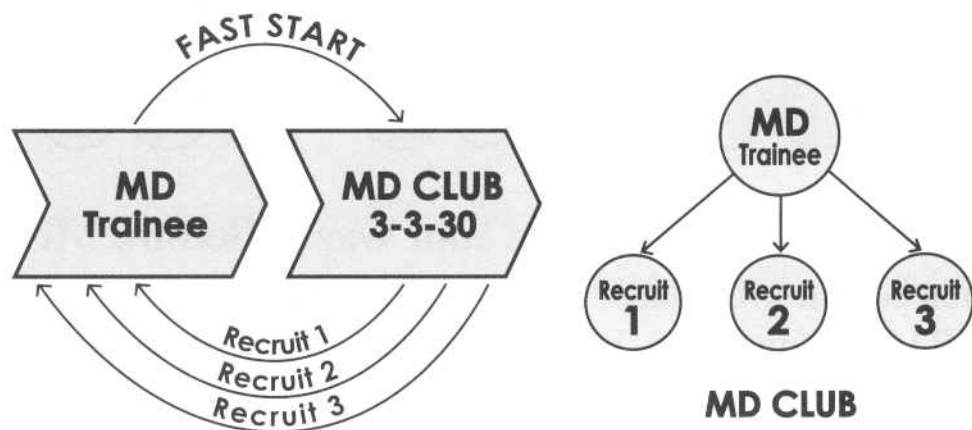 FAST START
MD
Trainee
MD CLUB
3-3-30
Recruit 1
Recruit 2
Recruit 3
MD
Trainee
Recruit
1
Recruit
2
Recruit
3
MD CLUB